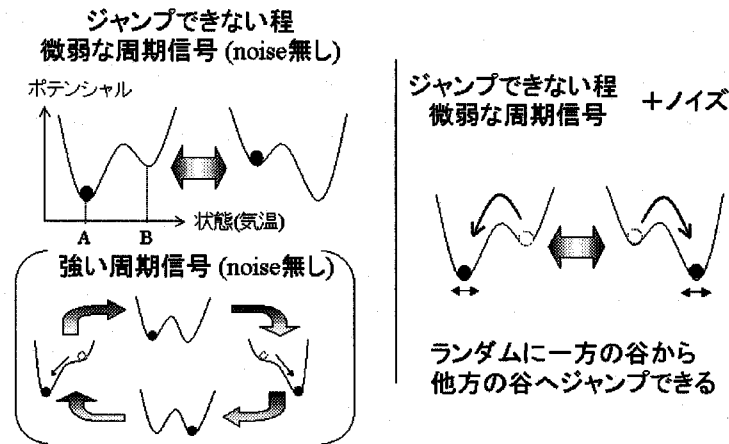 ジャンプできない程
微弱な周期信号 (noise無し)
ポテンシャル
A
B
状態(気温)
強い周期信号 (noise無し)
ジャンプできない程
微弱な周期信号
+ノイズ
ランダムに一方の谷から
他方の谷へジャンプできる